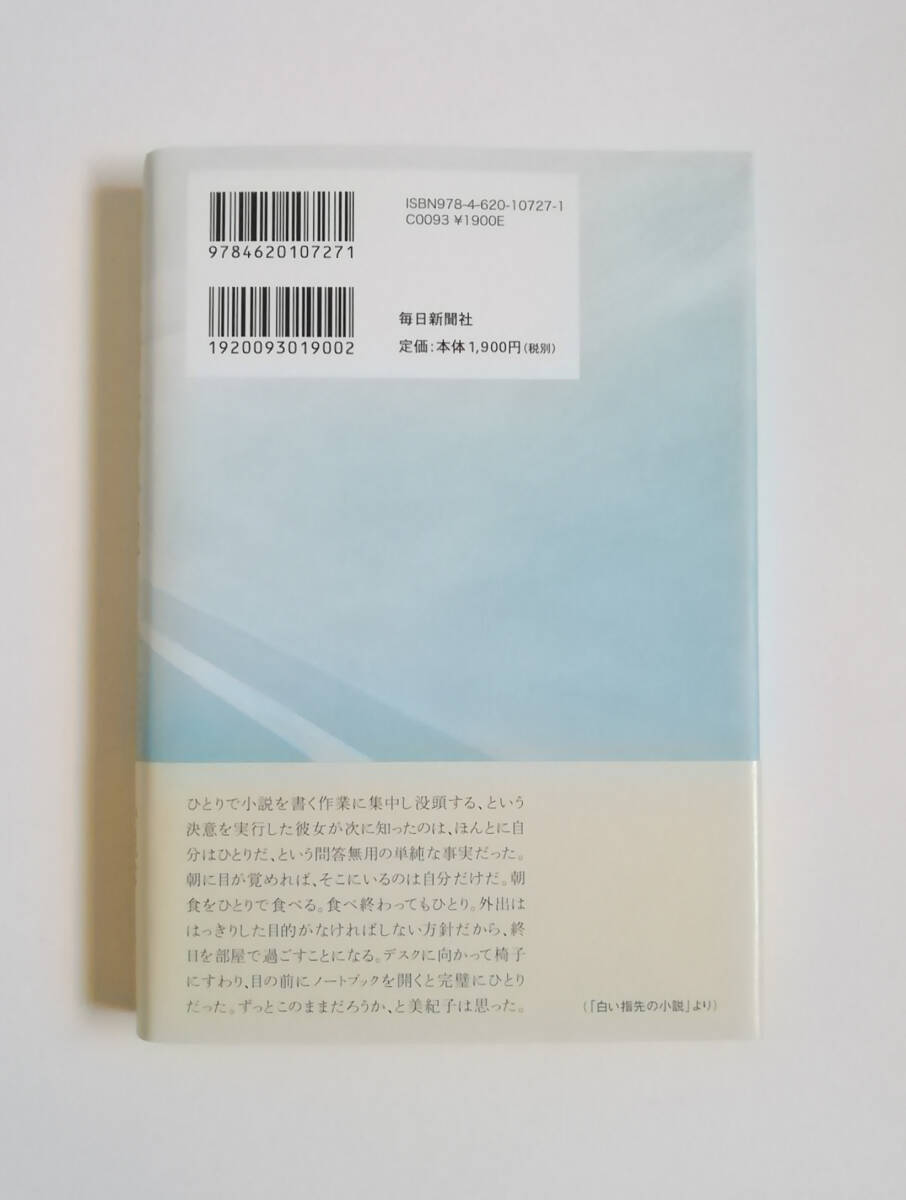 ISBN978-4-620-10727-1
C0093 ¥1900E
9784620107271
1920093019002
毎日新聞社
定価:本体1,900円(税別)
ひとりで小説を書く作業に集中し没頭する、という
決意を実行した彼女が次に知ったのは、ほんとに自
分はひとりだ、という問答無用の単純な事実だった。
朝に目が覚めれば、そこにいるのは自分だけだ。朝
食をひとりで食べる。食べ終わってもひとり。外出は
はっきりした目的がなければしない方針だから、終
日を部屋で過ごすことになる。デスクに向かって椅子
にすわり、目の前にノートブックを開くと完璧にひとり
だった。ずっとこのままだろうか、と美紀子は思った。
(「白い指先の小説」より)